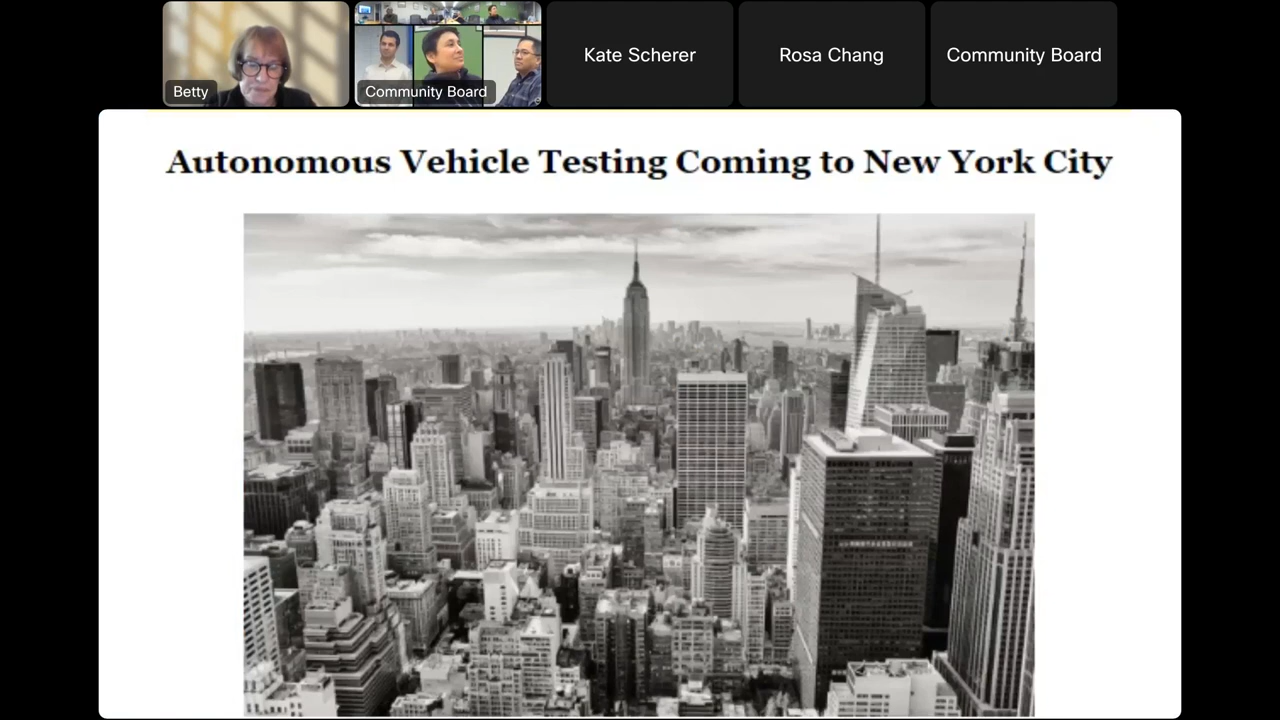 Betty
Community Board
Kate Scherer
Rosa Chang
Community Board
Autonomous Vehicle Testing Coming to New York City